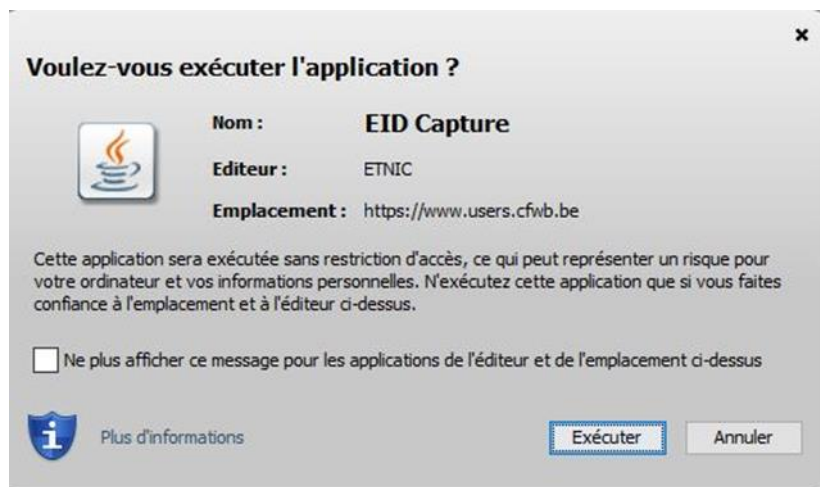 Voulez-vous exécuter l'application ?
Nom : EID Capture
Editeur : ETNIC
Emplacement : https://www.users.cfwb.be
Cette application sera exécutée sans restriction d'accès, ce qui peut représenter un risque pour
votre ordinateur et vos informations personnelles. N'exécutez cette application que si vous faites
confiance à l'emplacement et à l'éditeur ci-dessus.
Ne plus afficher ce message pour les applications de l'éditeur et de l'emplacement ci-dessus
Plus d'informations Exécuter Annuler